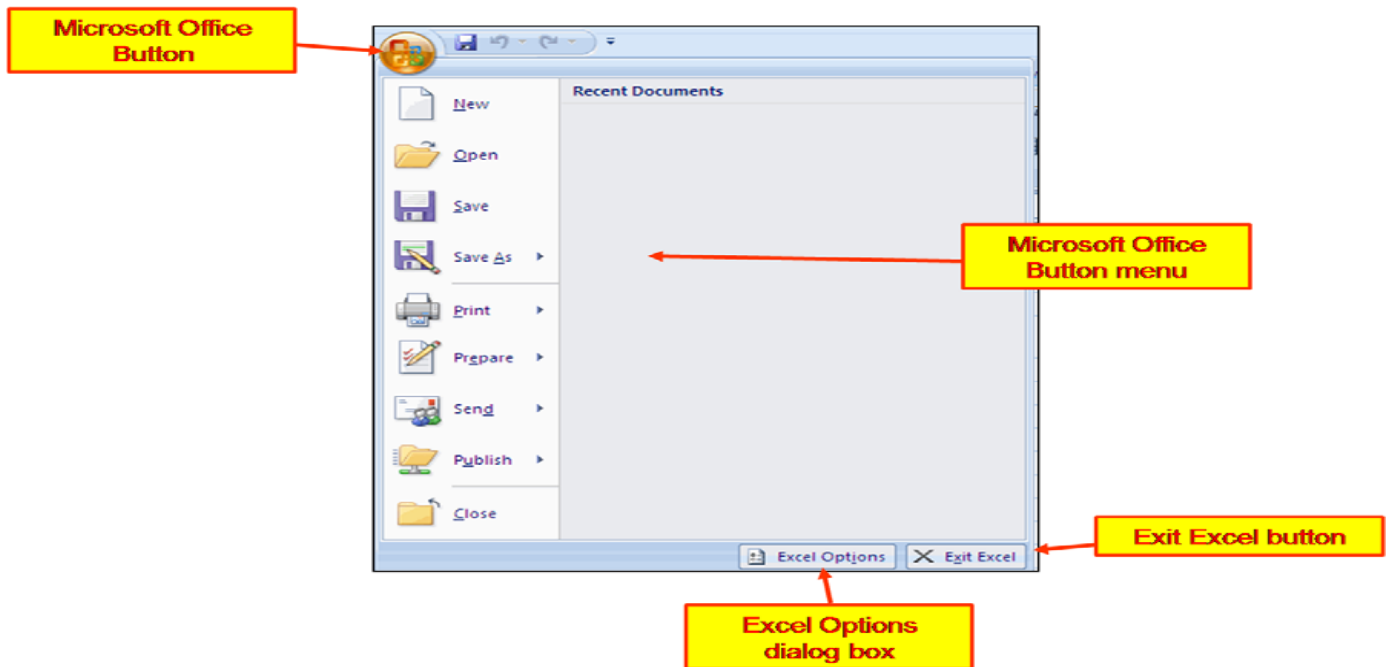 Microsoft Office
Button
New
Recent Documents
Open
Save
Save As
Microsoft Office
Button menu
Print
Prepare
Send
Publish
Close
Exit Excel button
Excel Options
Exit Excel
Excel Options
dialog box